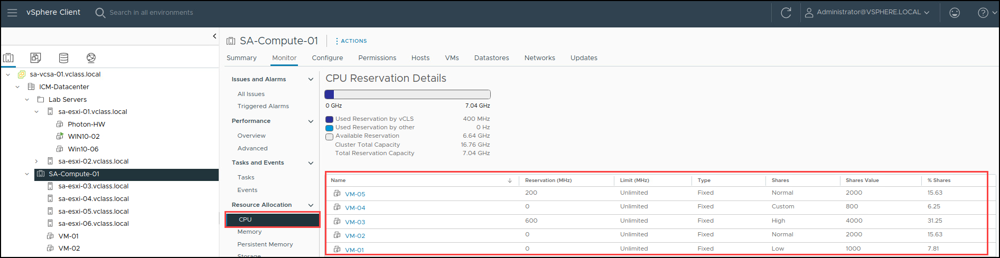 vSphere Client
Search in all environments
Administrator@VSPHERE.LOCAL
sa-vcsa-01.vclass.local
ICM-Datacenter
Lab Servers
sa-esxi-01.vclass.local
Photon-HW
WIN10-02
Win10-06
sa-esxi-02.vclass.local
SA-Compute-01
sa-esxi-03.vclass.local
sa-esxi-04.vclass.local
sa-esxi-05.vclass.local
sa-esxi-06.vclass.local
VM-01
VM-02
SA-Compute-01 ACTIONS
Summary Monitor Configure Permissions Hosts VMs Datastores Networks Updates
Issues and Alarms
All Issues
Triggered Alarms
Performance
Overview
Advanced
Tasks and Events
Tasks
Events
Resource Allocation
CPU
Memory
Persistent Memory
Storage
CPU Reservation Details
0 GHz 7.04 GHz
Used Reservation by vCLS 400 MHz
Used Reservation by other 0 Hz
Available Reservation 6.64 GHz
Cluster Total Capacity 16.76 GHz
Total Reservation Capacity 7.04 GHz
Name Reservation (MHz) Limit (MHz) Type Shares Shares Value % Shares
VM-05 200 Unlimited Fixed Normal 2000 15.63
VM-04 0 Unlimited Fixed Custom 800 6.25
VM-03 600 Unlimited Fixed High 4000 31.25
VM-02 0 Unlimited Fixed Normal 2000 15.63
VM-01 0 Unlimited Fixed Low 1000 7.81